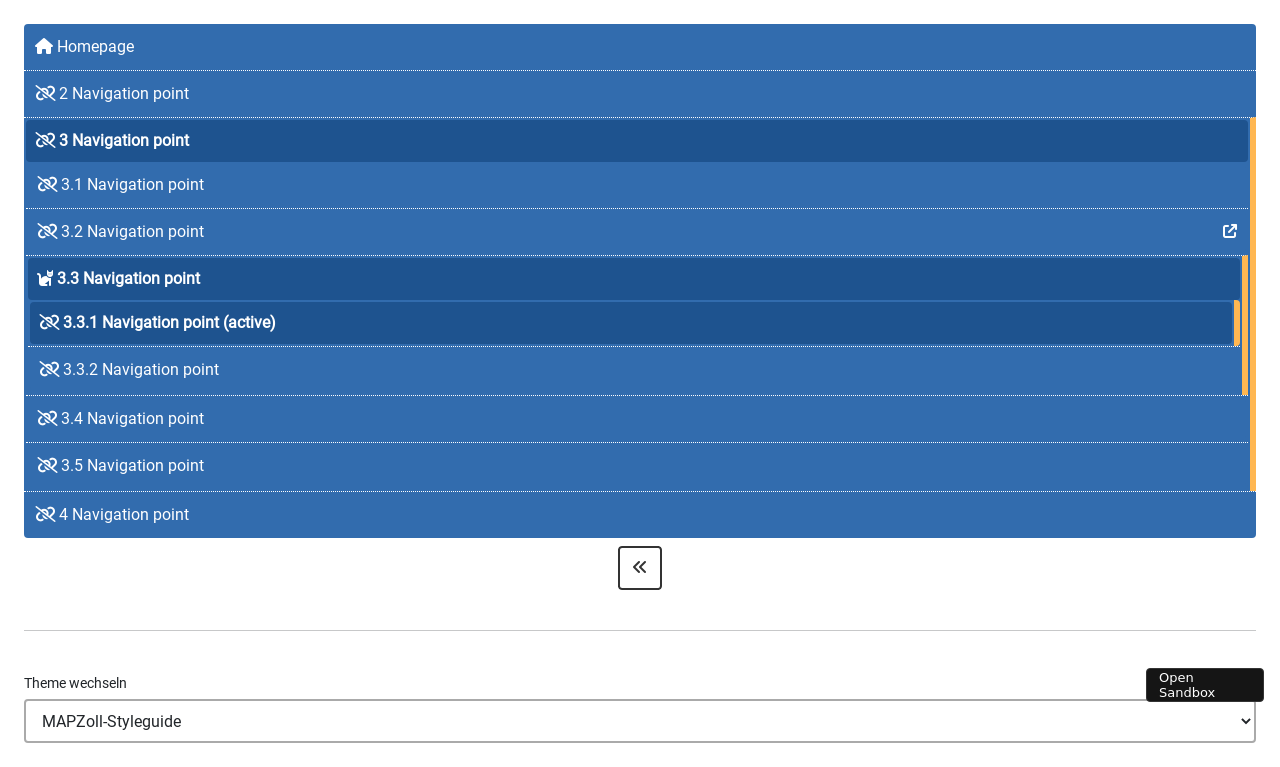 Homepage
2 Navigation point
3 Navigation point
3.1 Navigation point
3.2 Navigation point
3.3 Navigation point
3.3.1 Navigation point (active)
3.3.2 Navigation point
3.4 Navigation point
3.5 Navigation point
4 Navigation point
Theme wechseln
Open
Sandbox
MAPZoll-Styleguide